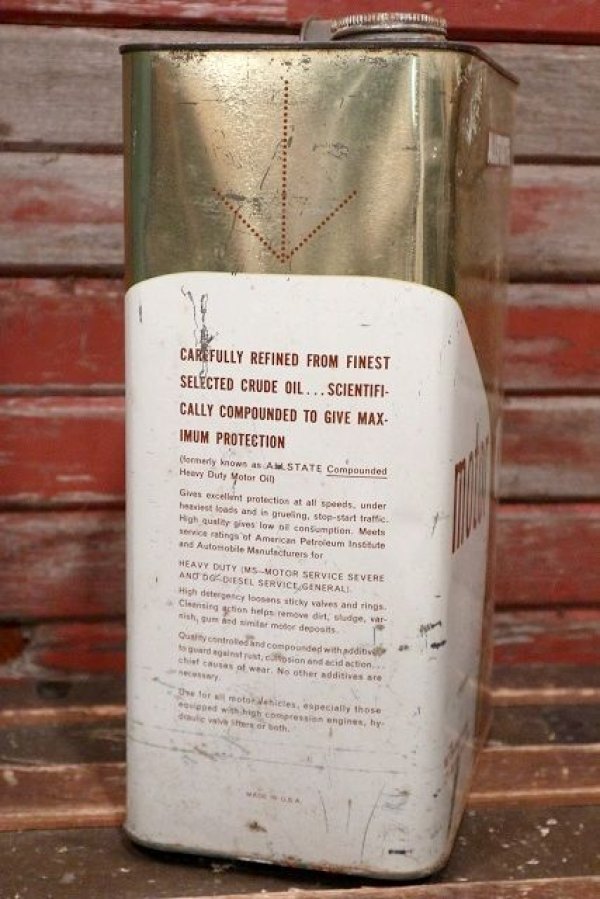 CAREFULLY REFINED FROM FINEST
SELECTED CRUDE OIL...SCIENTIFI-
CALLY COMPOUNDED TO GIVE MAX-
IMUM PROTECTION
(formerly known as ALLSTATE Compounded
Heavy Duty Motor Oil)
Gives excellent protection at all speeds, under
heaviest loads and in grueling, stop-start traffic.
High quality gives low oil consumption. Meets
service ratings of American Petroleum Institute
and Automobile Manufacturers for
HEAVY DUTY (MS—MOTOR SERVICE SEVERE
AND DG—DIESEL SERVICE GENERAL).
High detergency loosens sticky valves and rings.
Cleansing action helps remove dirt, sludge, var-
nish, gum and similar motor deposits.
Quality controlled and compounded with additives
to guard against rust, corrosion and acid action...
chief causes of wear. No other additives are
necessary.
Use for all motor vehicles, especially those
equipped with high compression engines, hy-
draulic valve lifters or both.
MADE IN U.S.A.
motor